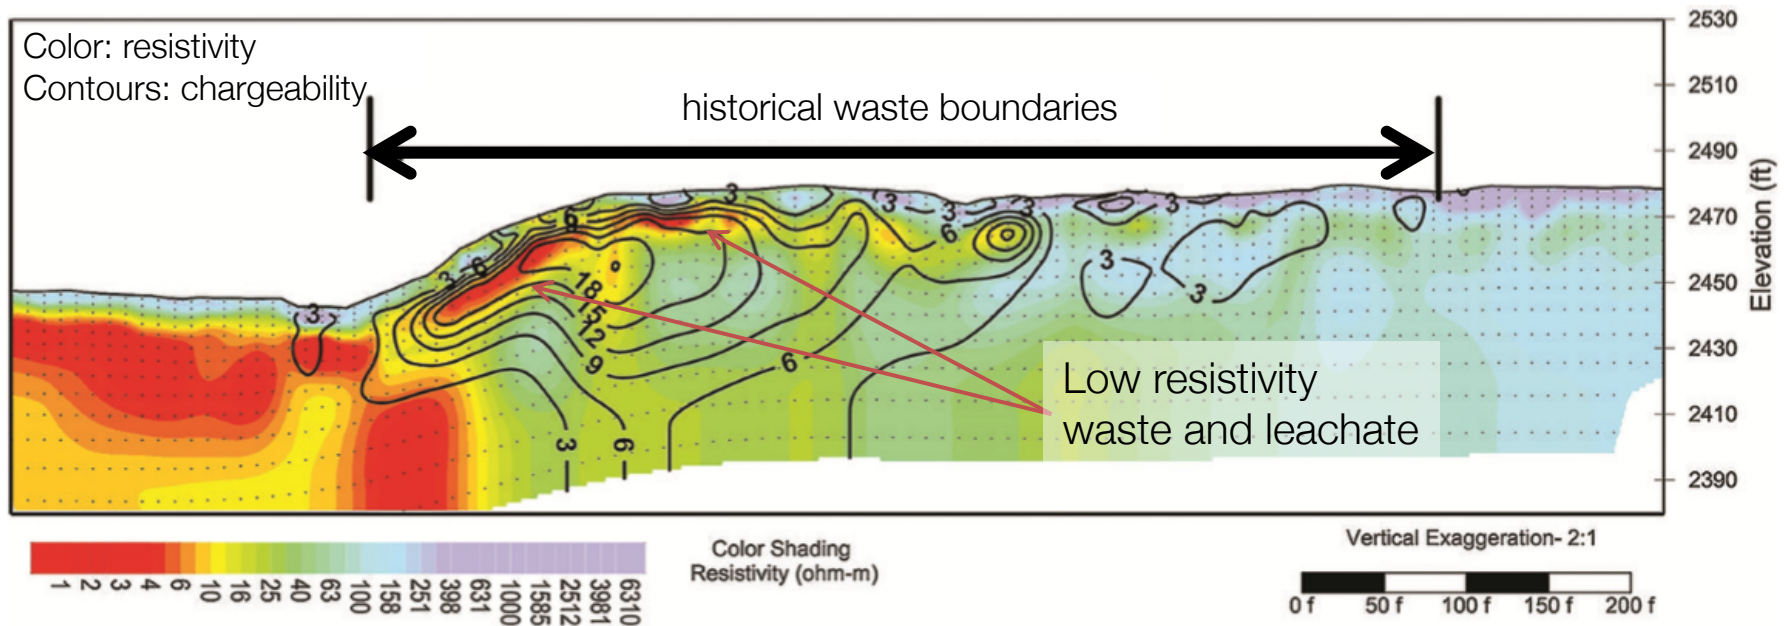 Color: resistivity
Contours: chargeability
historical waste boundaries
2530
2510
2490
2470
2450
2430
2410
2390
Elevation (ft)
3
3
3
3
3
6
6
3
6
3
3
3
3
18
15
12
9
6
3
6
Low resistivity
waste and leachate
Color Shading
Resistivity (ohm-m)
1 2 3 4 6 10 16 25 40 63 100 158 251 398 631 1000 1585 2512 3981 6310
Vertical Exaggeration- 2:1
0 f 50 f 100 f 150 f 200 f